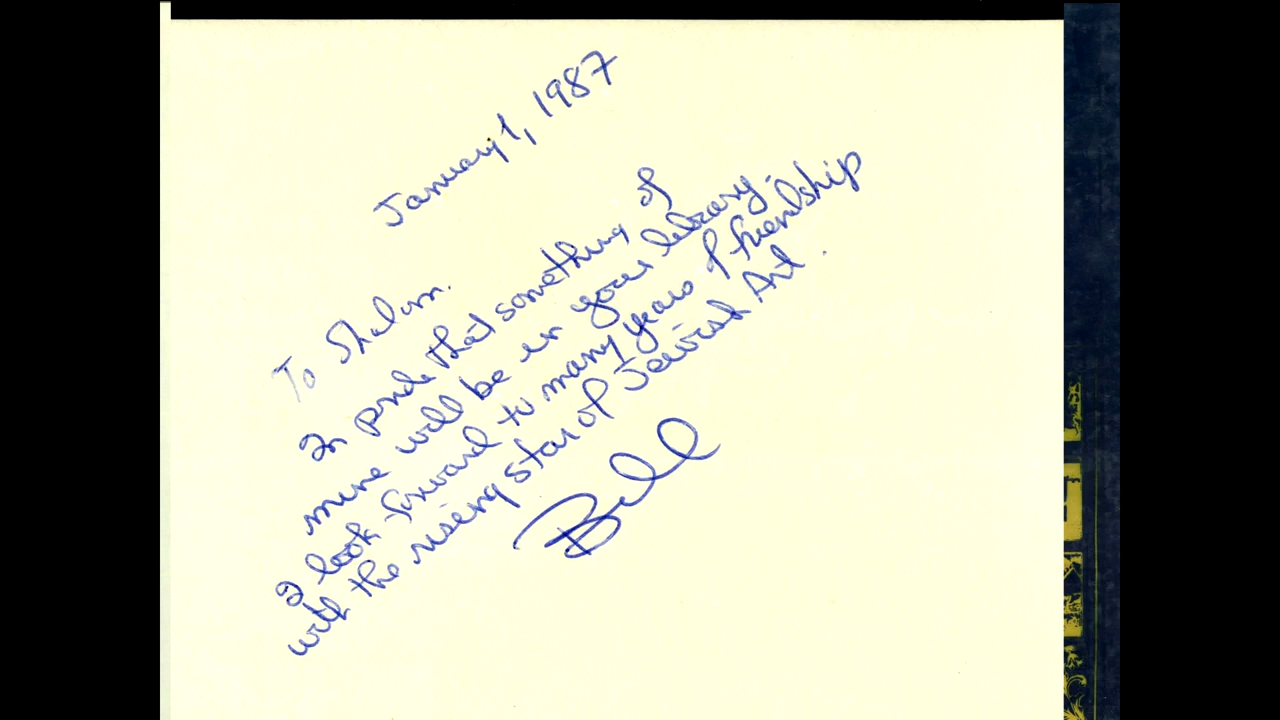 January 1, 1987
To Shalom.
In pride that something of
mine will be in your library.
I look forward to many years of friendship
with the rising star of Jewish Art.
Bill